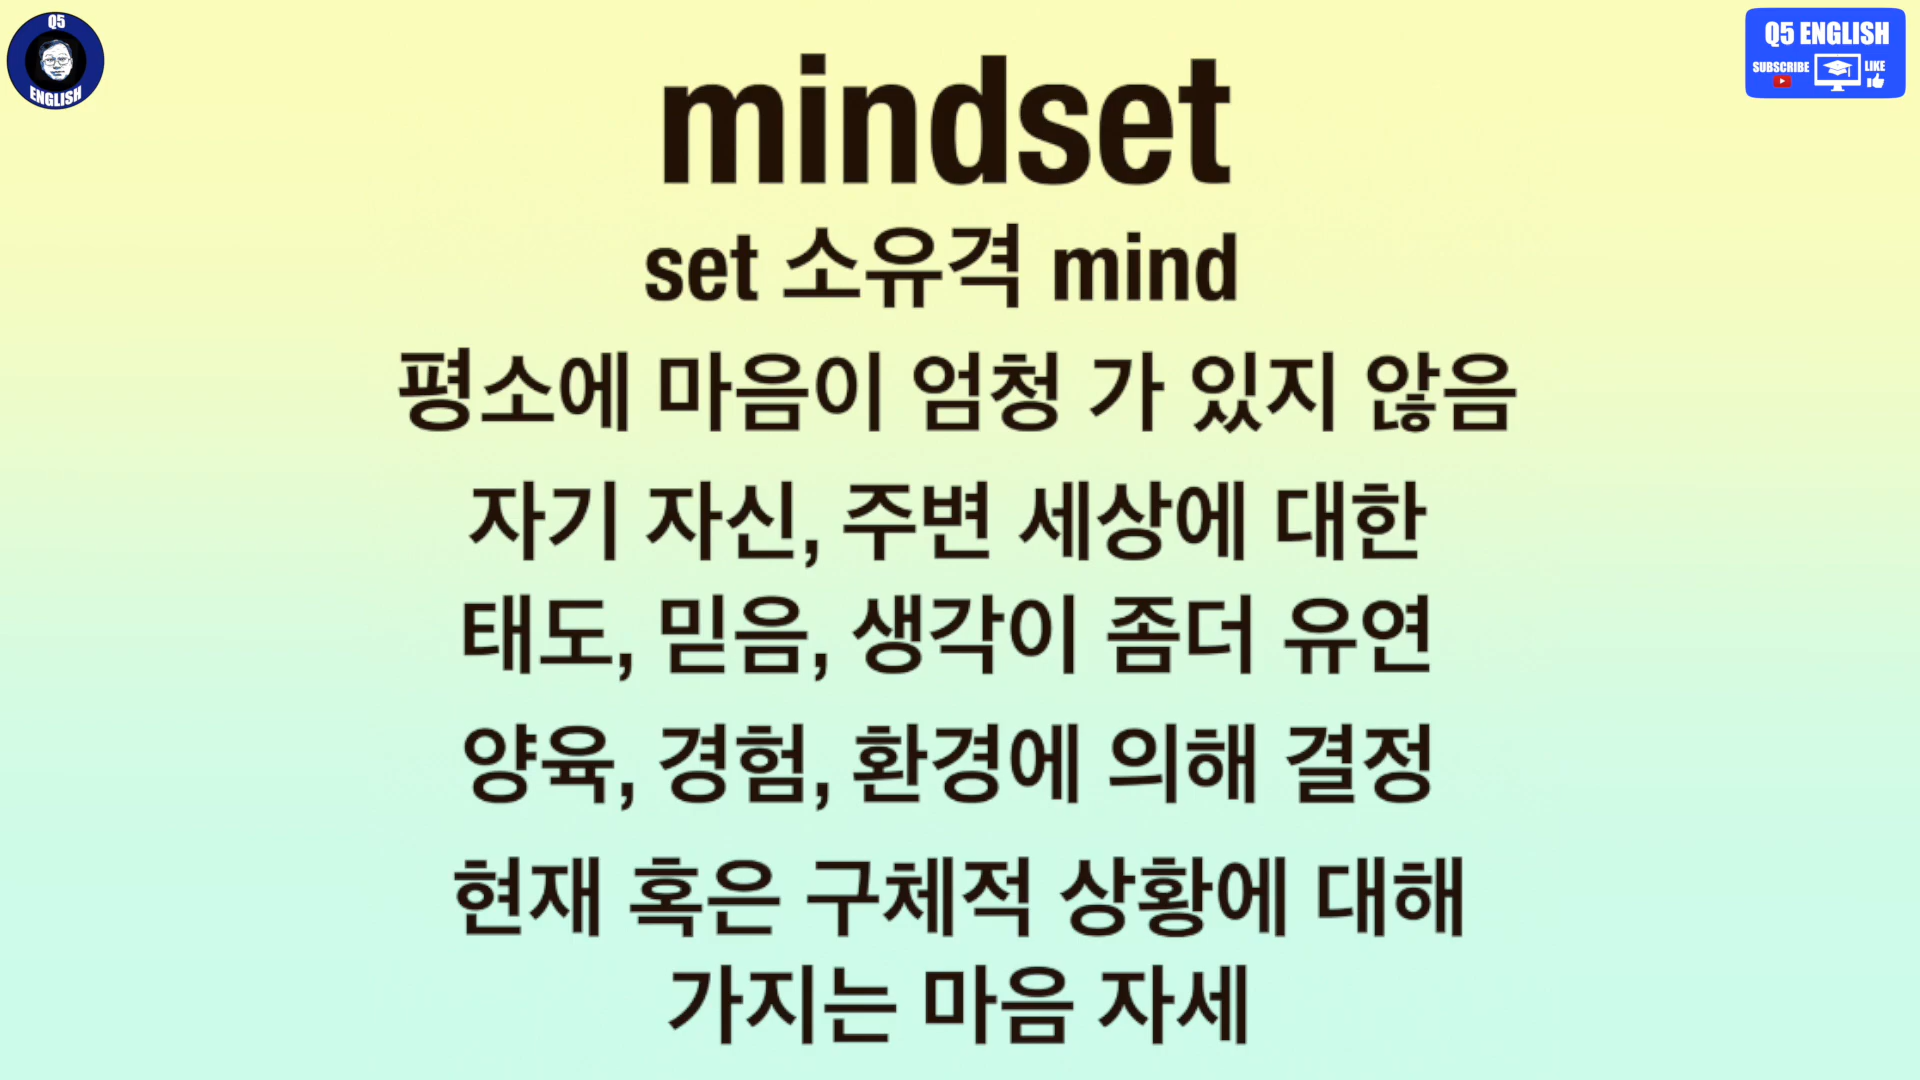 Q5
ENGLISH
Q5 ENGLISH
SUBSCRIBE
LIKE
mindset
set 소유격 mind
평소에 마음이 엄청 가 있지 않음
자기 자신, 주변 세상에 대한
태도, 믿음, 생각이 좀더 유연
양육, 경험, 환경에 의해 결정
현재 혹은 구체적 상황에 대해
가지는 마음 자세